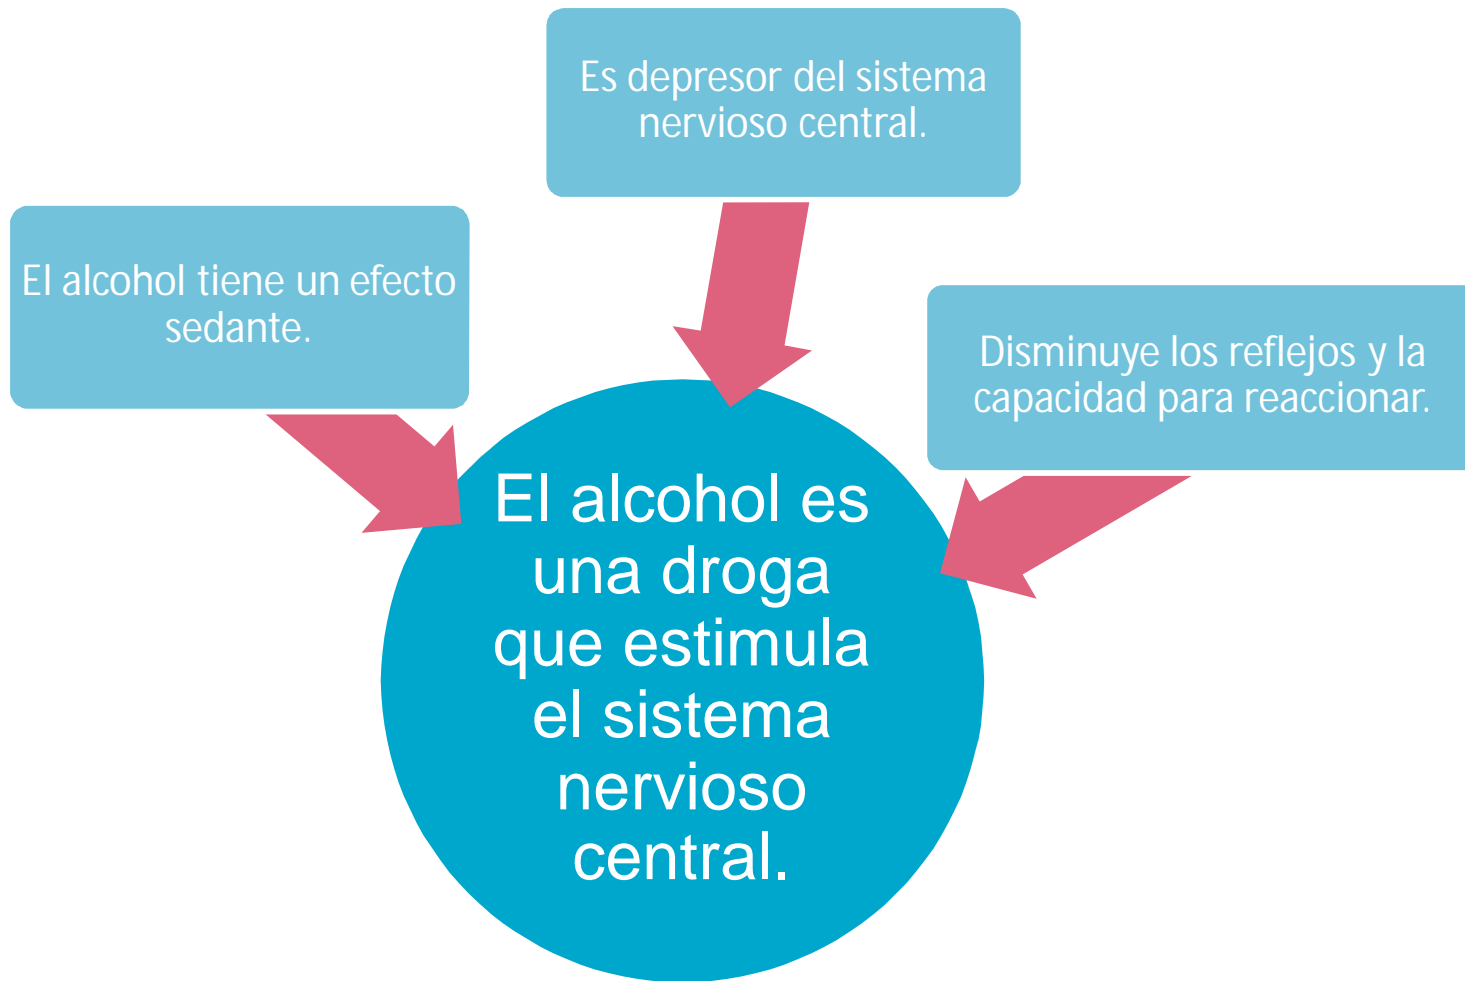 Es depresor del sistema
nervioso central.
El alcohol tiene un efecto
sedante.
Disminuye los reflejos y la
capacidad para reaccionar.
El alcohol es
una droga
que estimula
el sistema
nervioso
central.